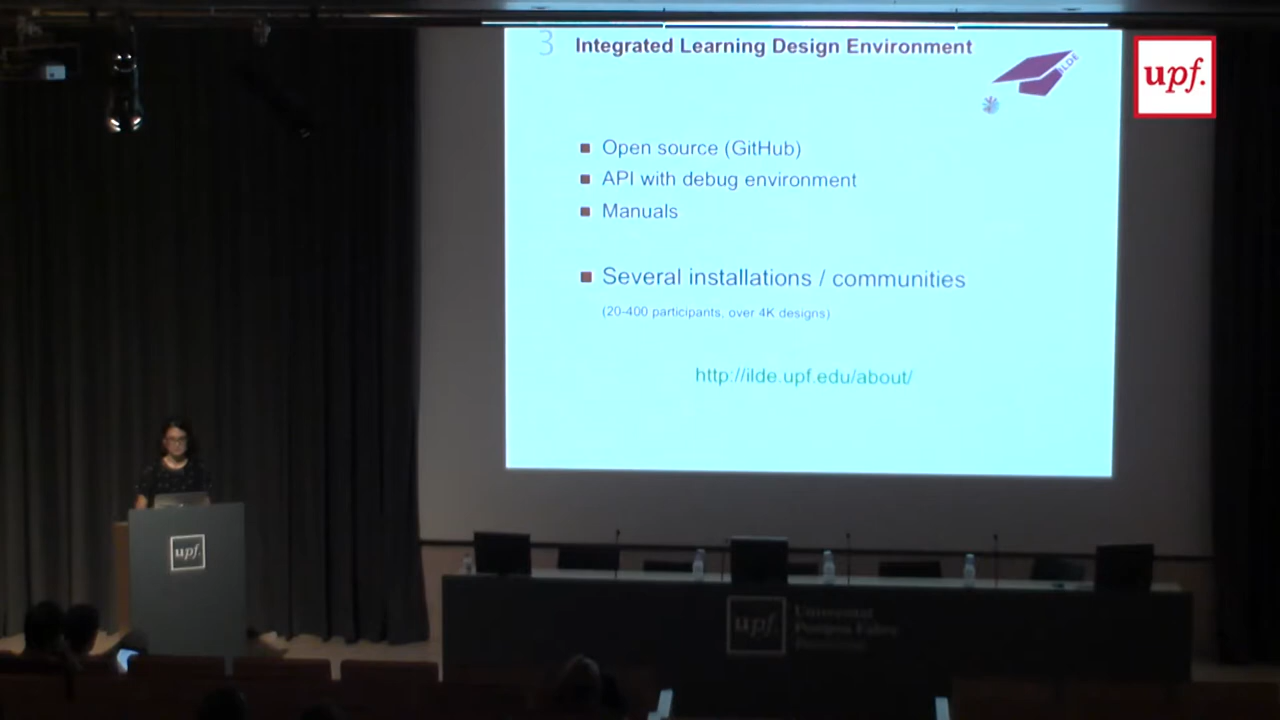 3 Integrated Learning Design Environment
ILDE
upf.
Open source (GitHub)
API with debug environment
Manuals
Several installations / communities
(20-400 participants, over 4K designs)
http://ilde.upf.edu/about/
upf.
upf.
Universitat
Pompeu Fabra
Barcelona